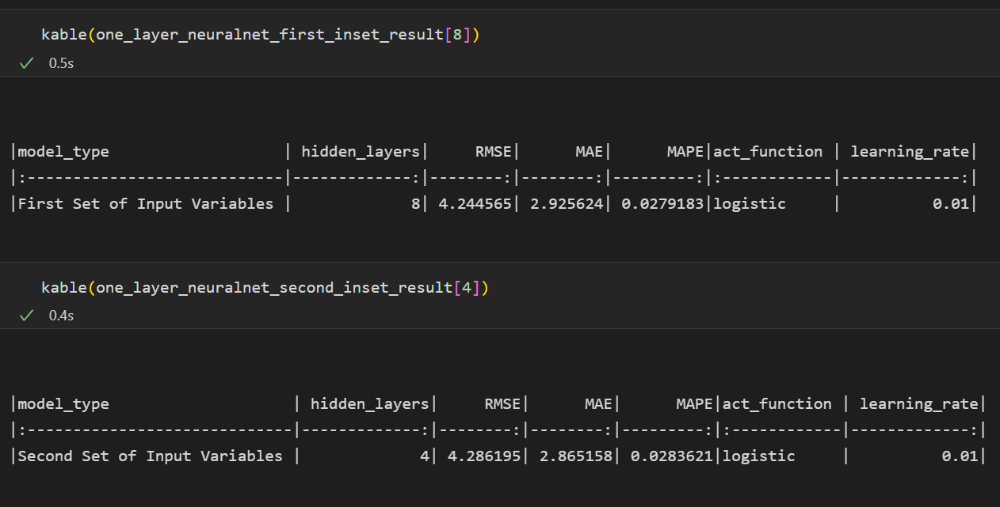 kable(one_layer_neuralnet_first_inset_result[8])
✓ 0.5s
|model_type                   | hidden_layers|     RMSE|      MAE|      MAPE|act_function | learning_rate|
|:----------------------------|-------------:|--------:|--------:|---------:|:------------|-------------:|
|First Set of Input Variables |             8| 4.244565| 2.925624| 0.0279183|logistic     |          0.01|
kable(one_layer_neuralnet_second_inset_result[4])
✓ 0.4s
|model_type                    | hidden_layers|     RMSE|      MAE|      MAPE|act_function | learning_rate|
|:-----------------------------|-------------:|--------:|--------:|---------:|:------------|-------------:|
|Second Set of Input Variables |             4| 4.286195| 2.865158| 0.0283621|logistic     |          0.01|